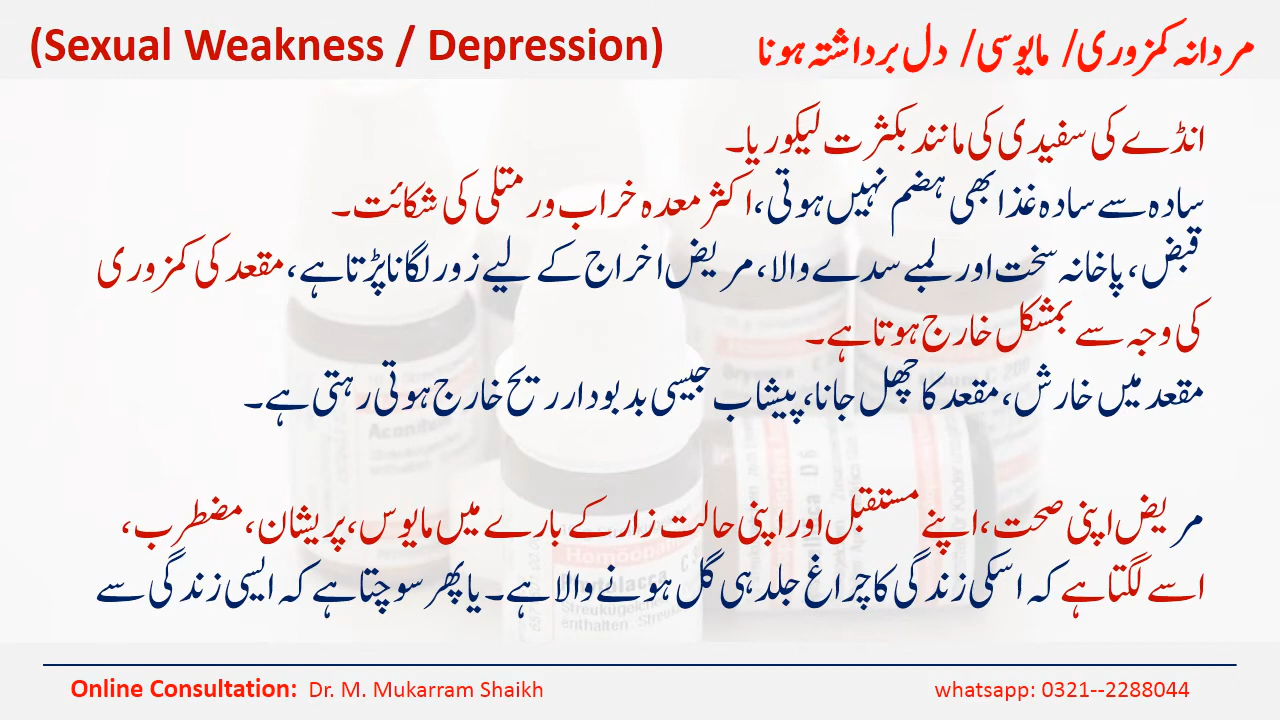 (Sexual Weakness / Depression) مردانہ کمزوری/ مایوسی/ دل برداشتہ ہونا
انڈے کی سفیدی کی مانند بکثرت لیکوریا۔
سادہ سے سادہ غذا بھی ہضم نہیں ہوتی، اکثر معدہ خراب ور متلی کی شکائت۔
قبض، پاخانہ سخت اور لمبے سدے والا، مریض اخراج کے لیے زور لگانا پڑتا ہے، مقعد کی کمزوری
کی وجہ سے بمشکل خارج ہوتا ہے۔
مقعد میں خارش، مقعد کا چھل جانا، پیشاب جیسی بدبودار ریح خارج ہوتی رہتی ہے۔
مریض اپنی صحت، اپنے مستقبل اور اپنی حالت زار کے بارے میں مایوس، پریشان، مضطرب،
اسے لگتا ہے کہ اسکی زندگی کا چراغ جلد ہی گل ہونے والا ہے۔ یا پھر سوچتا ہے کہ ایسی زندگی سے
Online Consultation: Dr. M. Mukarram Shaikh whatsapp: 0321--2288044